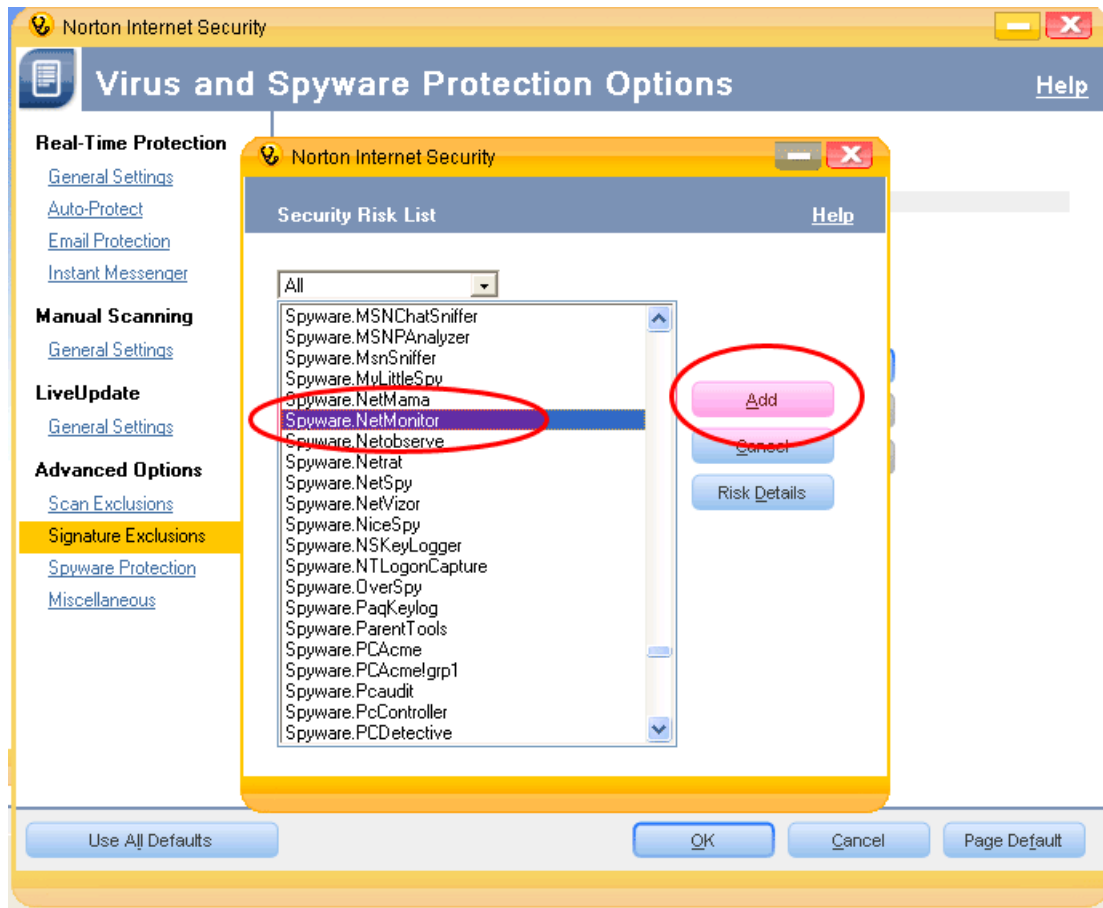 Norton Internet Security
Virus and Spyware Protection Options
Help
Real-Time Protection
General Settings
Auto-Protect
Email Protection
Instant Messenger
Manual Scanning
General Settings
LiveUpdate
General Settings
Advanced Options
Scan Exclusions
Signature Exclusions
Spyware Protection
Miscellaneous
Norton Internet Security
Security Risk List
Help
All
Spyware.MSNChatSniffer
Spyware.MSNPAnalyzer
Spyware.MsnSniffer
Spyware.MyLittleSpy
Spyware.NetMama
Spyware.NetMonitor
Spyware.Netobserve
Spyware.Netrat
Spyware.NetSpy
Spyware.NetVizor
Spyware.NiceSpy
Spyware.NSKeyLogger
Spyware.NTLogonCapture
Spyware.OverSpy
Spyware.PaqKeylog
Spyware.ParentTools
Spyware.PCAcme
Spyware.PCAcme!grp1
Spyware.Pcaudit
Spyware.PcController
Spyware.PCDetective
Add
Cancel
Risk Details
Use All Defaults
OK
Cancel
Page Default